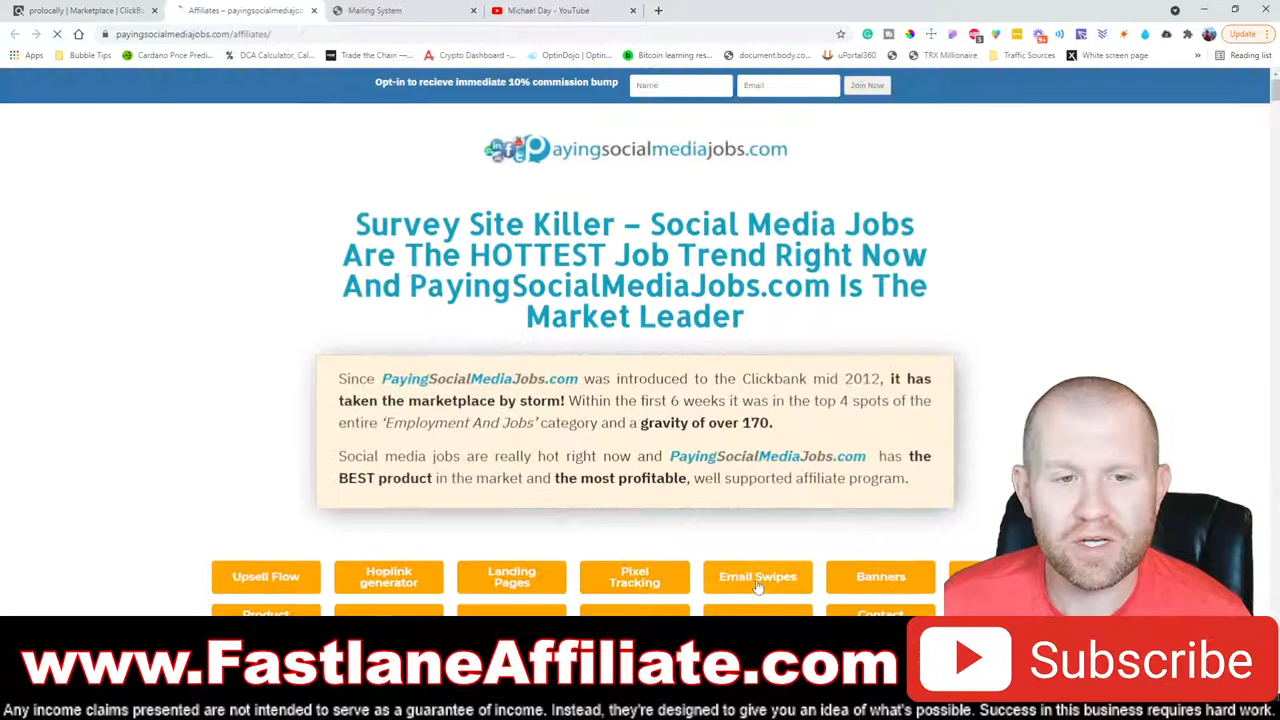 prolocally | Marketplace | ClickBa
Affiliates – payingsocialmediajob
Mailing System
Michael Day - YouTube
payingsocialmediajobs.com/affiliates/
Update
Apps
Bubble Tips
Cardano Price Predi...
DCA Calculator, Cal...
Trade the Chain —...
Crypto Dashboard -...
OptinDojo | Optin...
Bitcoin learning res...
document.body.co...
uPortal360
TRX Millionaire
Traffic Sources
White screen page
»
Reading list
Opt-in to recieve immediate 10% commission bump
Name
Email
Join Now
payingsocialmediajobs.com
Survey Site Killer – Social Media Jobs
Are The HOTTEST Job Trend Right Now
And PayingSocialMediaJobs.com Is The
Market Leader
Since PayingSocialMediaJobs.com was introduced to the Clickbank mid 2012, it has
taken the marketplace by storm! Within the first 6 weeks it was in the top 4 spots of the
entire ‘Employment And Jobs’ category and a gravity of over 170.
Social media jobs are really hot right now and PayingSocialMediaJobs.com has the
BEST product in the market and the most profitable, well supported affiliate program.
Upsell Flow
Hoplink
generator
Landing
Pages
Pixel
Tracking
Email Swipes
Banners
Product
Contact
www.FastlaneAffiliate.com
Subscribe
Any income claims presented are not intended to serve as a guarantee of income. Instead, they're designed to give you an idea of what's possible. Success in this business requires hard work.